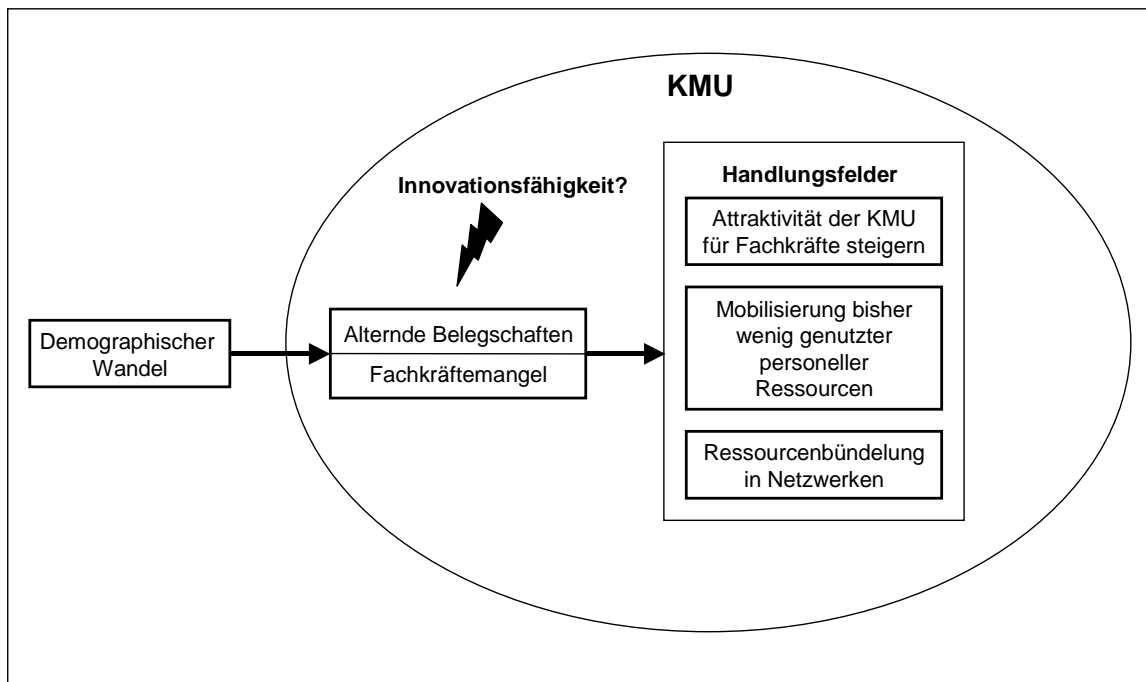 KMU
Innovationsfähigkeit?
Demographischer
Wandel
Alternde Belegschaften
Fachkräftemangel
Handlungsfelder
Attraktivität der KMU
für Fachkräfte steigern
Mobilisierung bisher
wenig genutzter
personeller
Ressourcen
Ressourcenbündelung
in Netzwerken